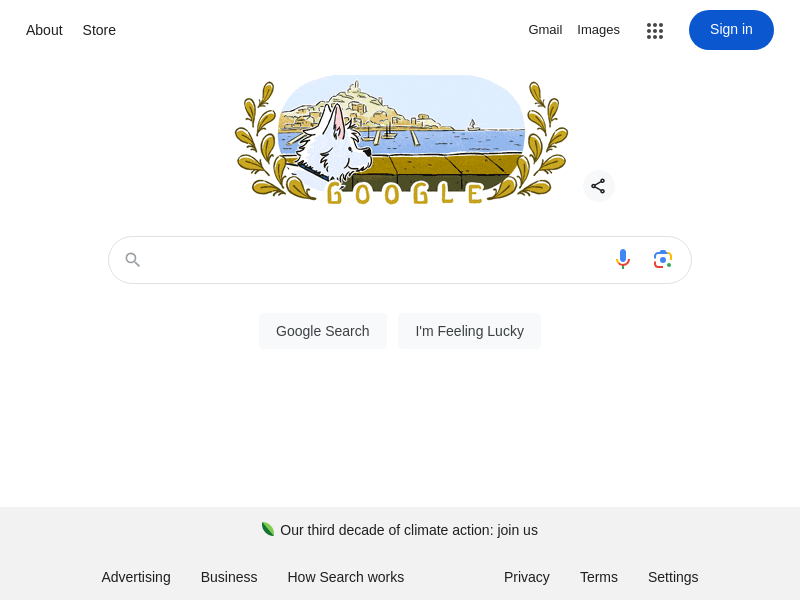 About Store Gmail Images Sign in
GOOGLE
Google Search I'm Feeling Lucky
Our third decade of climate action: join us
Advertising Business How Search works Privacy Terms Settings